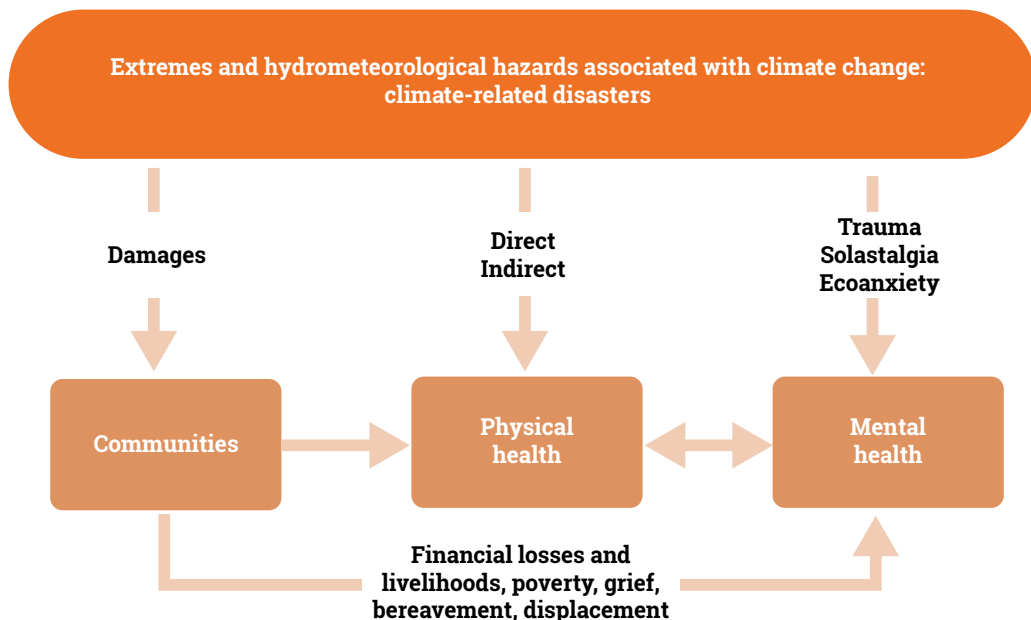 Extremes and hydrometeorological hazards associated with climate change:
climate-related disasters
Damages
Direct
Indirect
Trauma
Solastalgia
Ecoanxiety
Communities
Physical
health
Mental
health
Financial losses and
livelihoods, poverty, grief,
bereavement, displacement